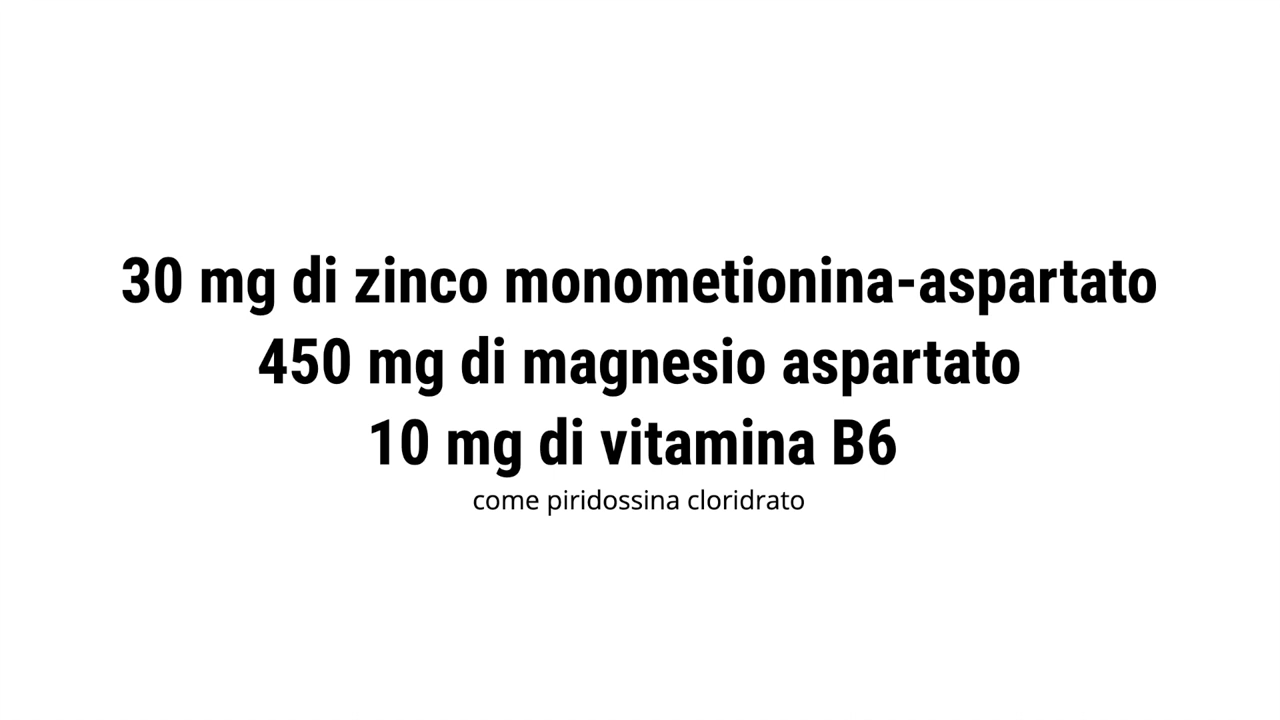 30 mg di zinco monometionina-aspartato
450 mg di magnesio aspartato
10 mg di vitamina B6
come piridossina cloridrato